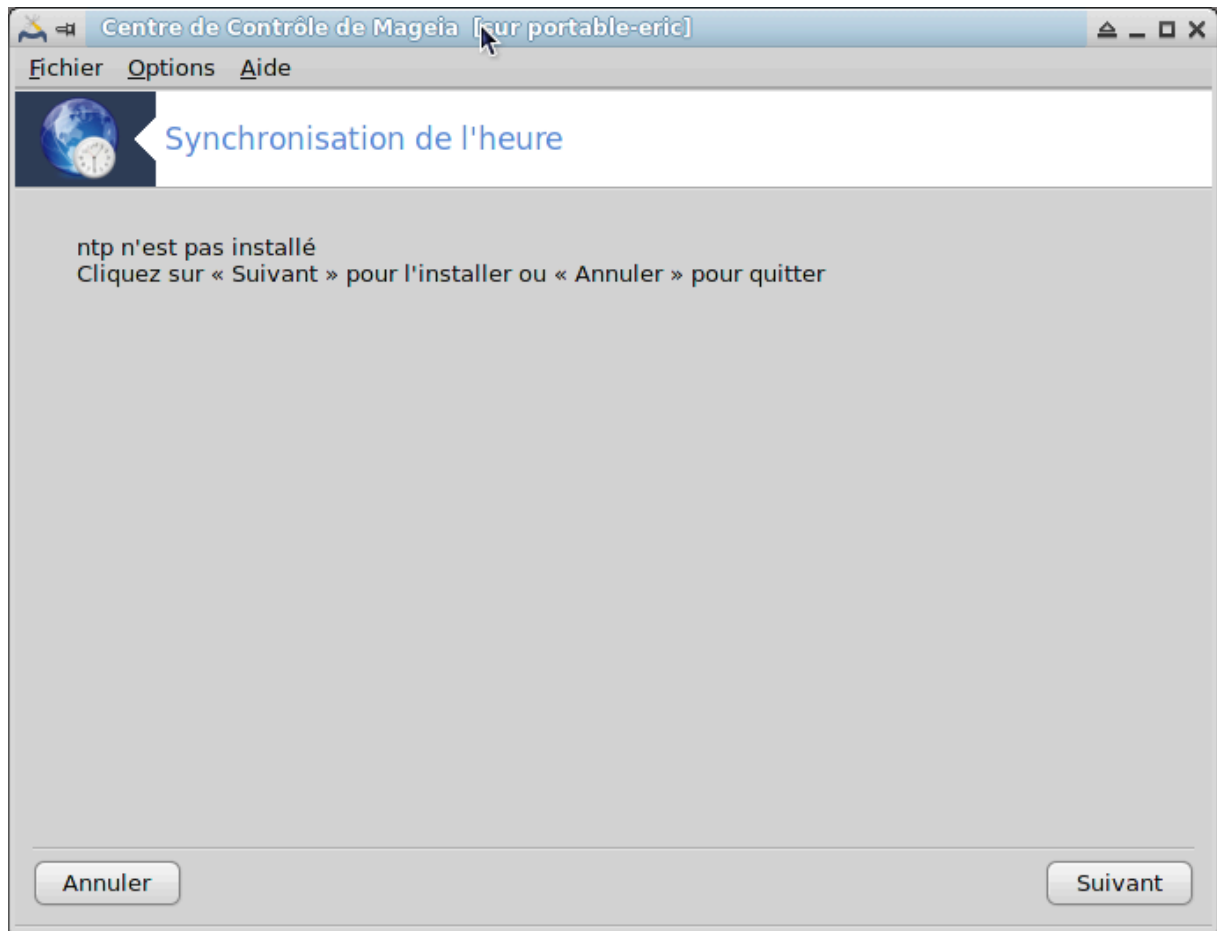 Centre de Contrôle de Mageia [sur portable-eric]
Fichier Options Aide
Synchronisation de l'heure
ntp n'est pas installé
Cliquez sur « Suivant » pour l'installer ou « Annuler » pour quitter
Annuler Suivant